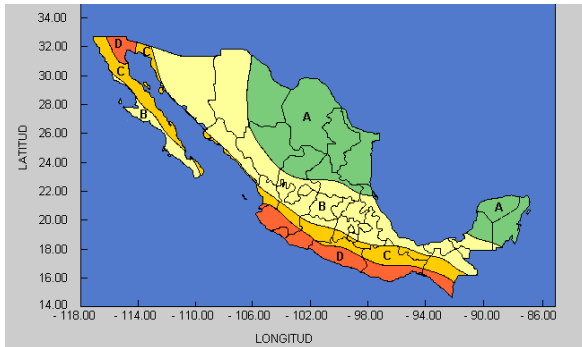 34.00
32.00
30.00
28.00
26.00
24.00
22.00
20.00
18.00
16.00
14.00
LATITUD
D
C
C
B
A
B
A
D
C
- 118.00 - 114.00 - 110.00 - 106.00 - 102.00 - 98.00 - 94.00 - 90.00 - 86.00
LONGITUD